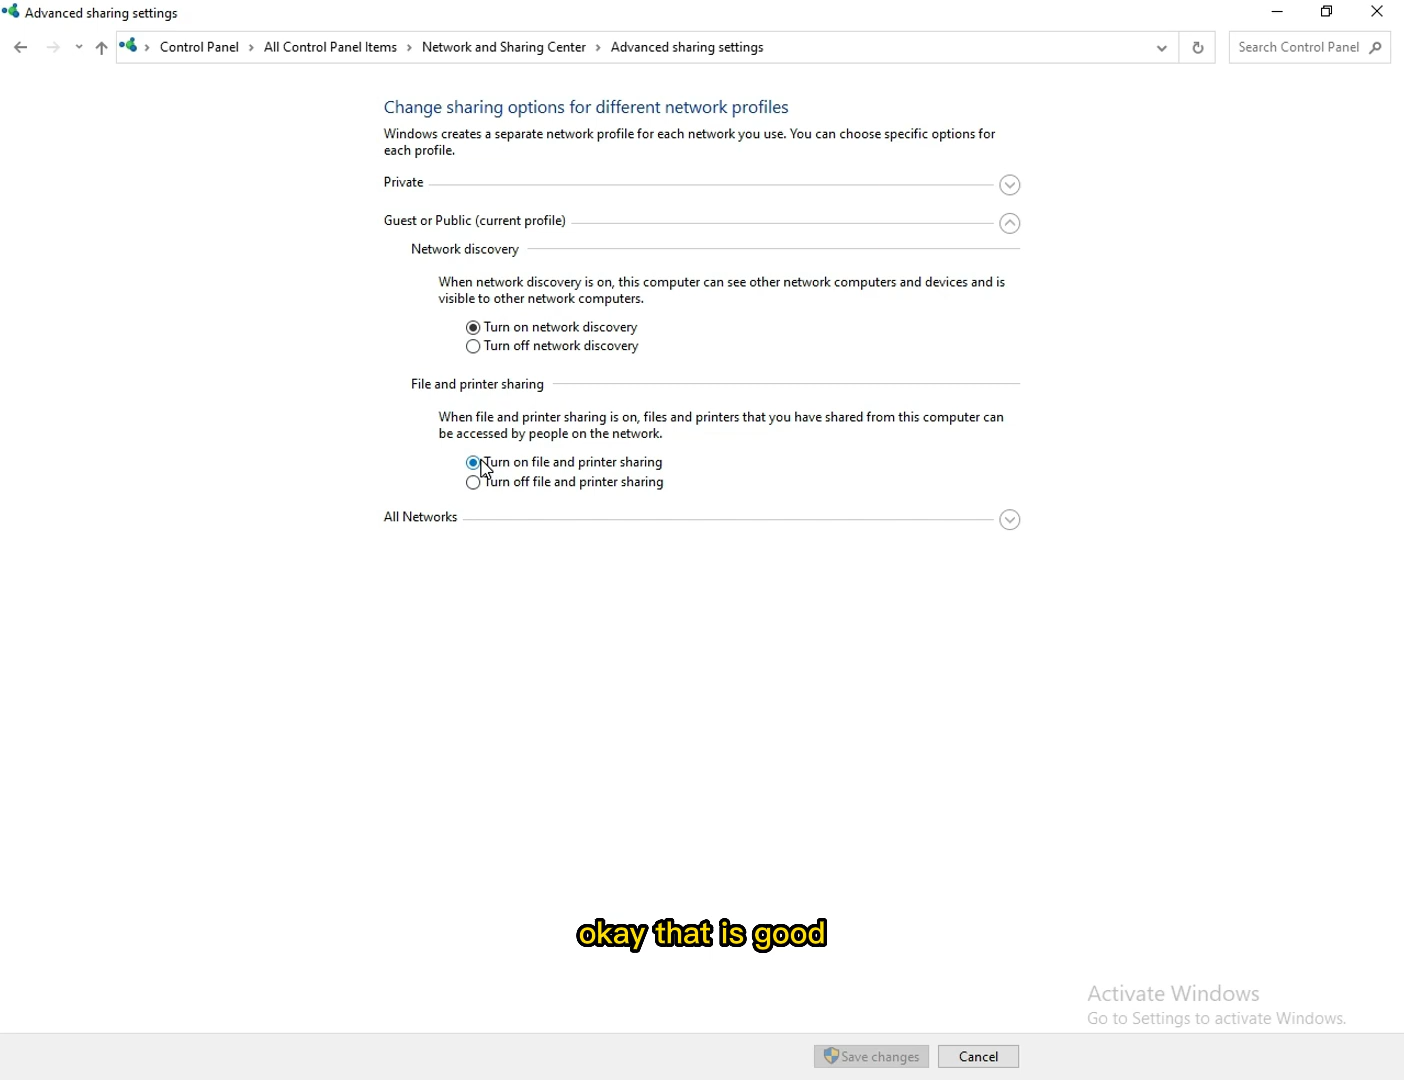 Advanced sharing settings
Control Panel > All Control Panel Items > Network and Sharing Center > Advanced sharing settings
Search Control Panel
Change sharing options for different network profiles
Windows creates a separate network profile for each network you use. You can choose specific options for
each profile.
Private
Guest or Public (current profile)
Network discovery
When network discovery is on, this computer can see other network computers and devices and is
visible to other network computers.
Turn on network discovery
Turn off network discovery
File and printer sharing
When file and printer sharing is on, files and printers that you have shared from this computer can
be accessed by people on the network.
Turn on file and printer sharing
Turn off file and printer sharing
All Networks
okay that is good
Activate Windows
Go to Settings to activate Windows.
Save changes
Cancel